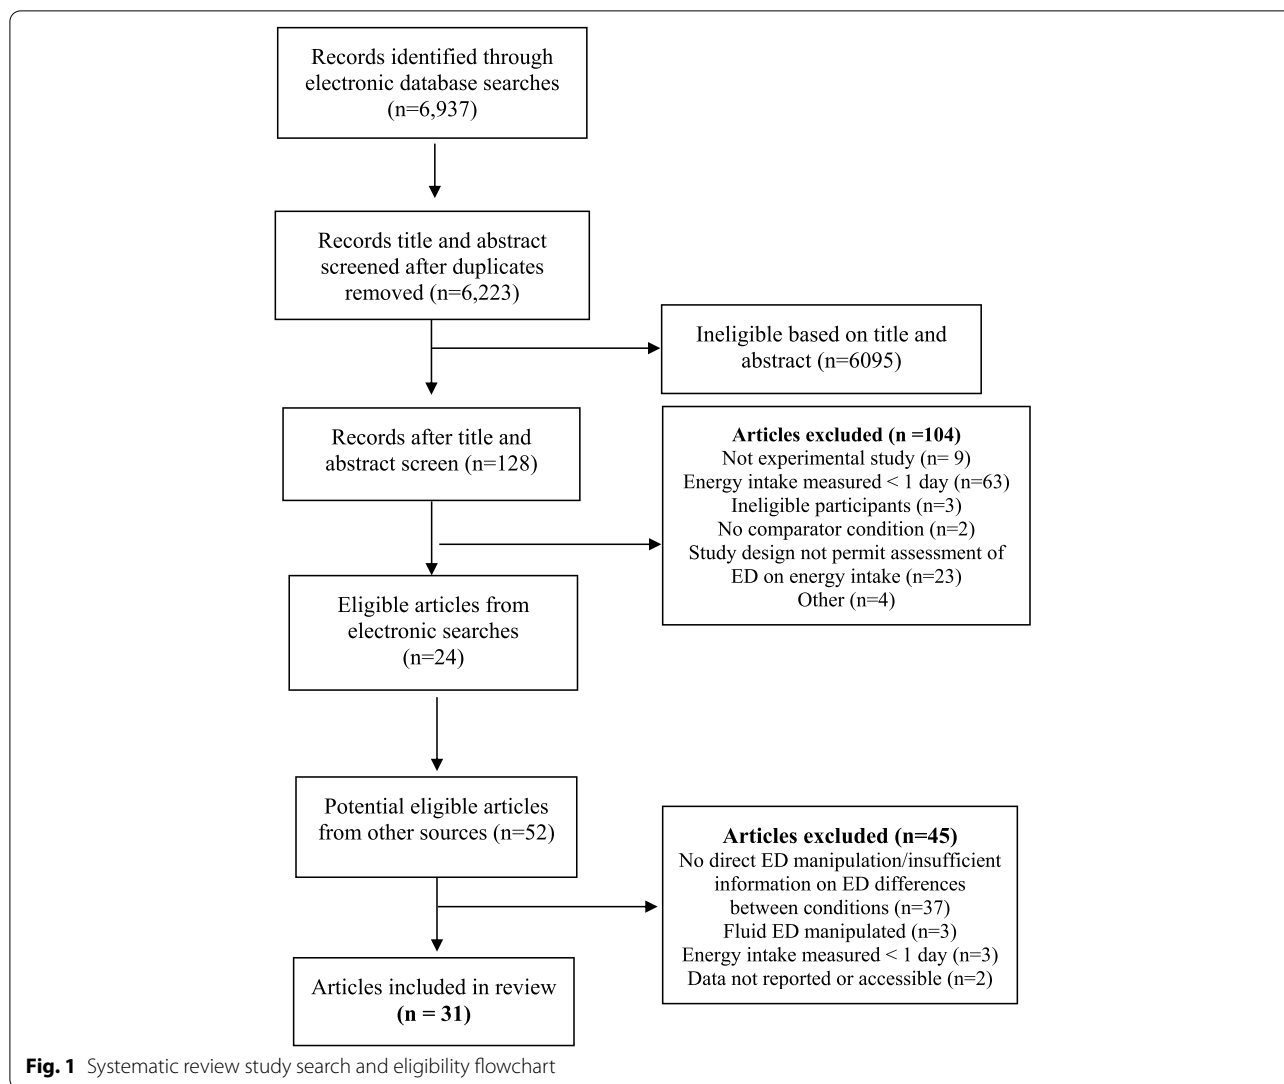 Records identified through
electronic database searches
(n=6,937)
Records title and abstract
screened after duplicates
removed (n=6,223)
Ineligible based on title and
abstract (n=6095)
Records after title and
abstract screen (n=128)
Articles excluded (n =104)
Not experimental study (n= 9)
Energy intake measured < 1 day (n=63)
Ineligible participants (n=3)
No comparator condition (n=2)
Study design not permit assessment of
ED on energy intake (n=23)
Other (n=4)
Eligible articles from
electronic searches
(n=24)
Potential eligible articles
from other sources (n=52)
Articles excluded (n=45)
No direct ED manipulation/insufficient
information on ED differences
between conditions (n=37)
Fluid ED manipulated (n=3)
Energy intake measured < 1 day (n=3)
Data not reported or accessible (n=2)
Articles included in review
(n = 31)
Fig. 1 Systematic review study search and eligibility flowchart